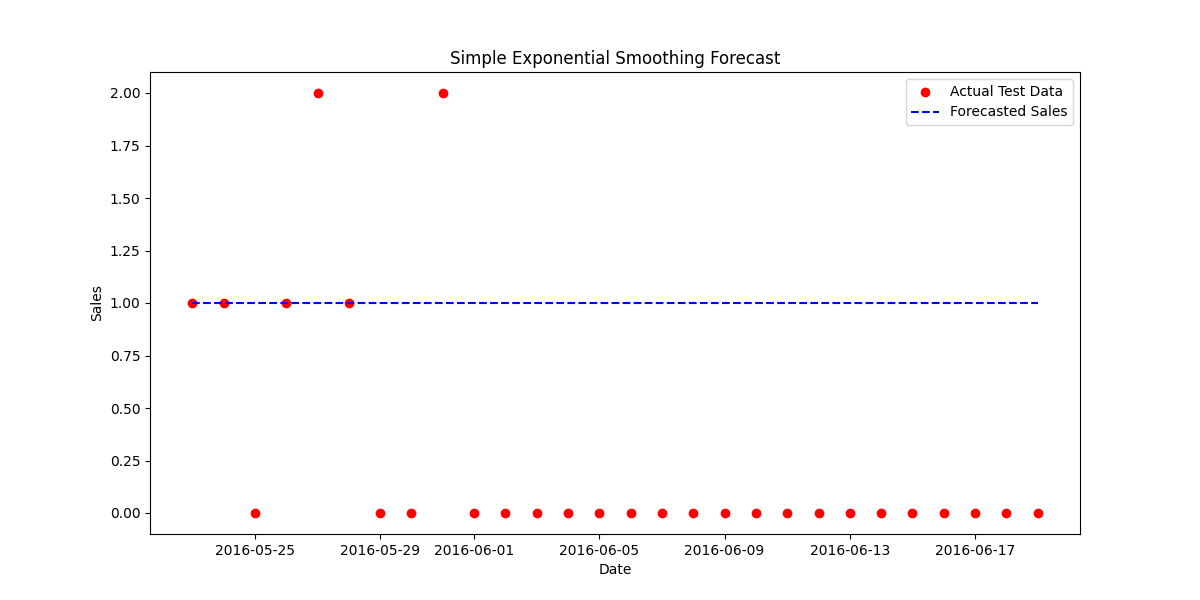 Simple Exponential Smoothing Forecast
Actual Test Data
Forecasted Sales
2.00
1.75
1.50
1.25
1.00
0.75
0.50
0.25
0.00
Sales
2016-05-25 2016-05-29 2016-06-01 2016-06-05 2016-06-09 2016-06-13 2016-06-17
Date